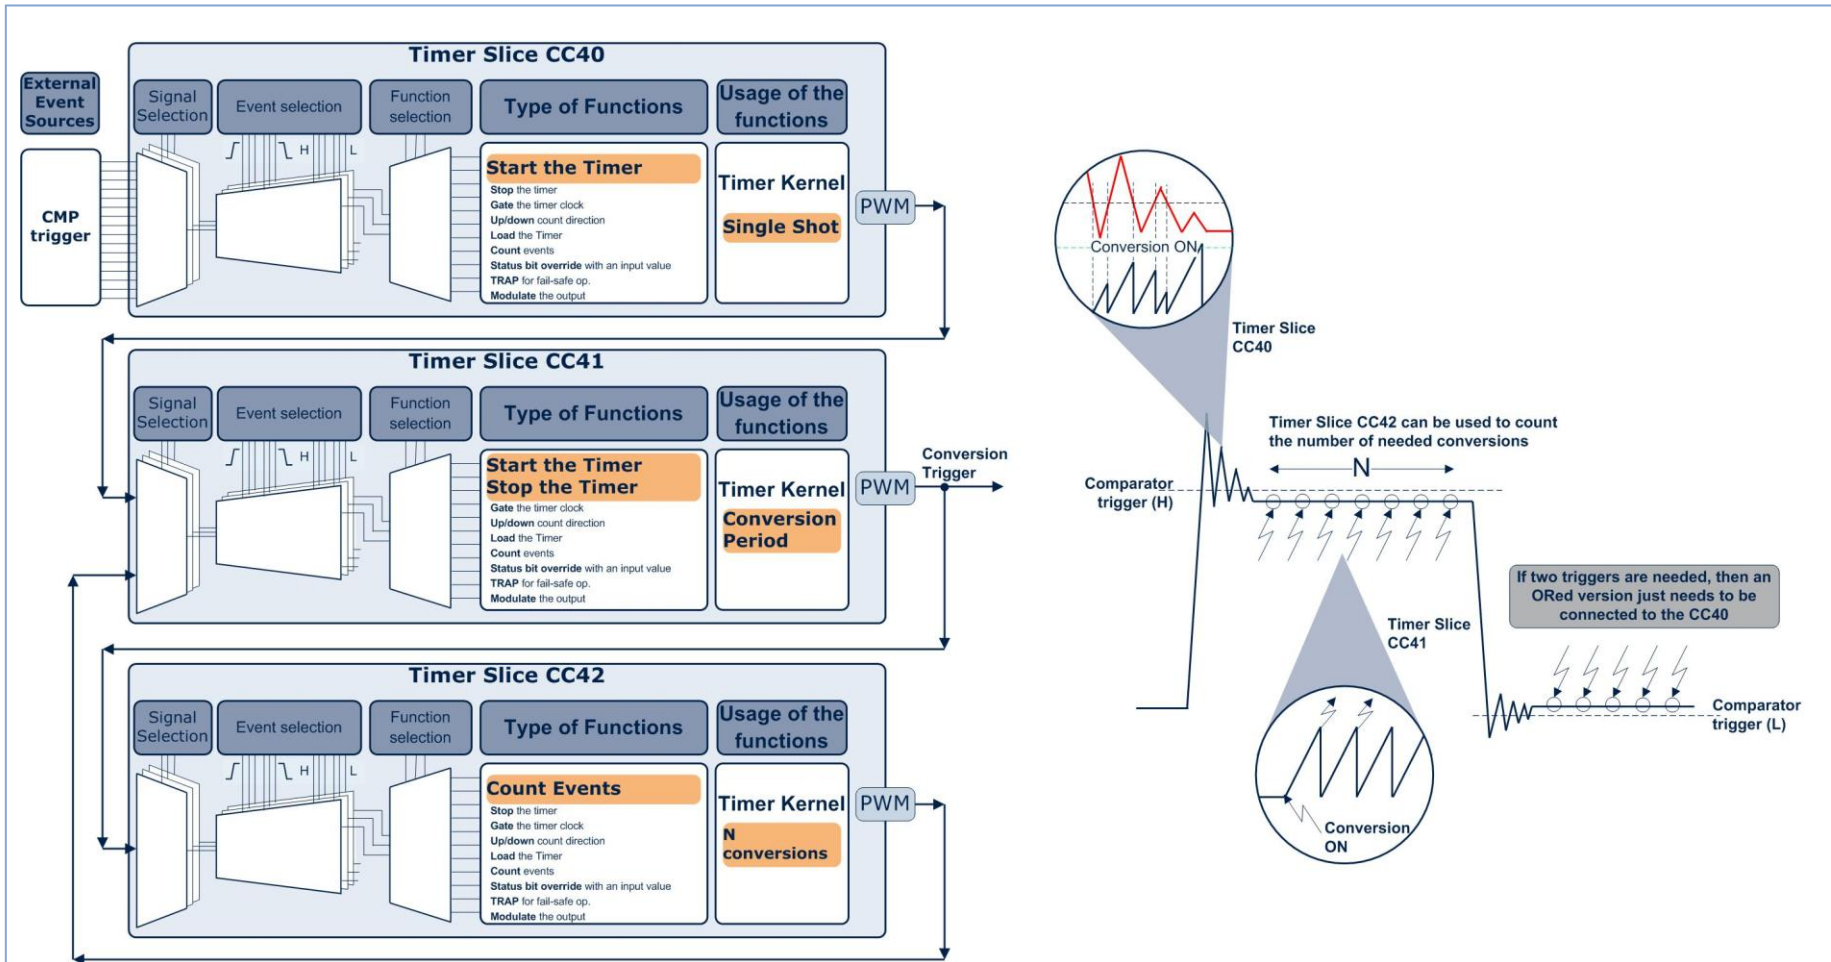 Timer Slice CC40
External
Event
Sources
Signal
Selection
Event selection
Function
selection
Type of Functions
Usage of the
functions
H
L
CMP
trigger
Start the Timer
Stop the timer
Gate the timer clock
Up/down count direction
Load the Timer
Count events
Status bit override with an input value
TRAP for fail-safe op.
Modulate the output
Timer Kernel
Single Shot
PWM
Timer Slice CC41
Signal
Selection
Event selection
Function
selection
Type of Functions
Usage of the
functions
H
L
Start the Timer
Stop the Timer
Gate the timer clock
Up/down count direction
Load the Timer
Count events
Status bit override with an input value
TRAP for fail-safe op.
Modulate the output
Timer Kernel
Conversion
Period
PWM
Conversion
Trigger
Timer Slice CC42
Signal
Selection
Event selection
Function
selection
Type of Functions
Usage of the
functions
H
L
Count Events
Stop the timer
Gate the timer clock
Up/down count direction
Load the Timer
Count events
Status bit override with an input value
TRAP for fail-safe op.
Modulate the output
Timer Kernel
N
conversions
PWM
Conversion ON
Timer Slice
CC40
Timer Slice CC42 can be used to count
the number of needed conversions
N
Comparator
trigger (H)
If two triggers are needed, then an
ORed version just needs to be
connected to the CC40
Timer Slice
CC41
Comparator
trigger (L)
Conversion
ON